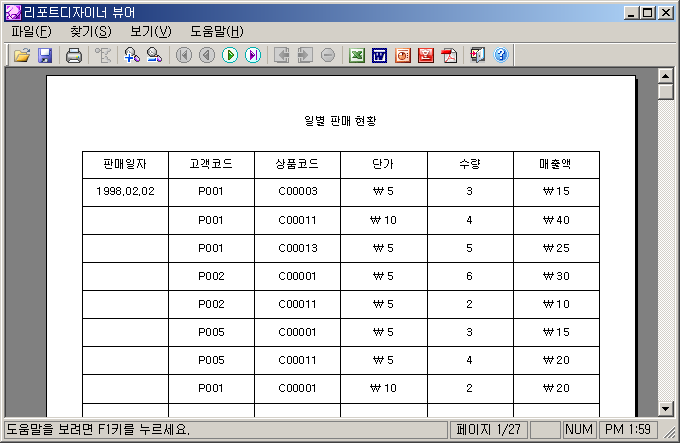 리포트디자이너 뷰어
파일(F) 찾기(S) 보기(V) 도움말(H)
일별 판매 현황
판매일자 고객코드 상품코드 단가 수량 매출액
1998.02.02 P001 C00003 ₩ 5 3 ₩ 15
P001 C00011 ₩ 10 4 ₩ 40
P001 C00013 ₩ 5 5 ₩ 25
P002 C00001 ₩ 5 6 ₩ 30
P002 C00011 ₩ 5 2 ₩ 10
P005 C00001 ₩ 5 3 ₩ 15
P005 C00011 ₩ 5 4 ₩ 20
P001 C00001 ₩ 10 2 ₩ 20
도움말을 보려면 F1키를 누르세요. 페이지 1/27 NUM PM 1:59